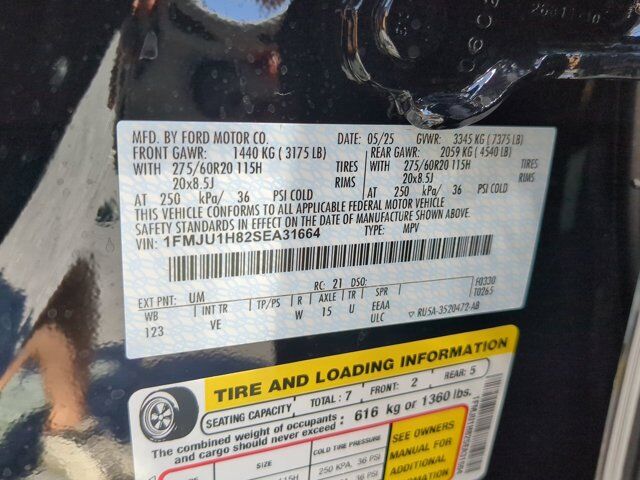 MFD. BY FORD MOTOR CO. DATE: 05/25 GVWR: 3345 KG ( 7375 LB)
FRONT GAWR: 1440 KG ( 3175 LB) REAR GAWR: 2059 KG ( 4540 LB)
WITH 275/60R20 115H TIRES WITH 275/60R20 115H TIRES
20x8.5J RIMS 20x8.5J RIMS
AT 250 kPa/ 36 PSI COLD AT 250 kPa/ 36 PSI COLD
THIS VEHICLE CONFORMS TO ALL APPLICABLE FEDERAL MOTOR VEHICLE
SAFETY STANDARDS IN EFFECT ON THE DATE OF MANUFACTURE SHOWN ABOVE.
VIN: 1FMJU1H82SEA31664 TYPE: MPV
RC: 21 DSO: F0330
EXT PNT: UM T0265
WB INT TR TP/PS R AXLE TR SPR
123 VE W 15 U EEAA
ULC ▽ RU5A-3520472-AB
TIRE AND LOADING INFORMATION
SEATING CAPACITY TOTAL: 7 FRONT: 2 REAR: 5
The combined weight of occupants
and cargo should never exceed: 616 kg or 1360 lbs.
SIZE COLD TIRE PRESSURE SEE OWNERS
115H 250 KPA, 36 PSI MANUAL FOR
ADDITIONAL
INFORMATION